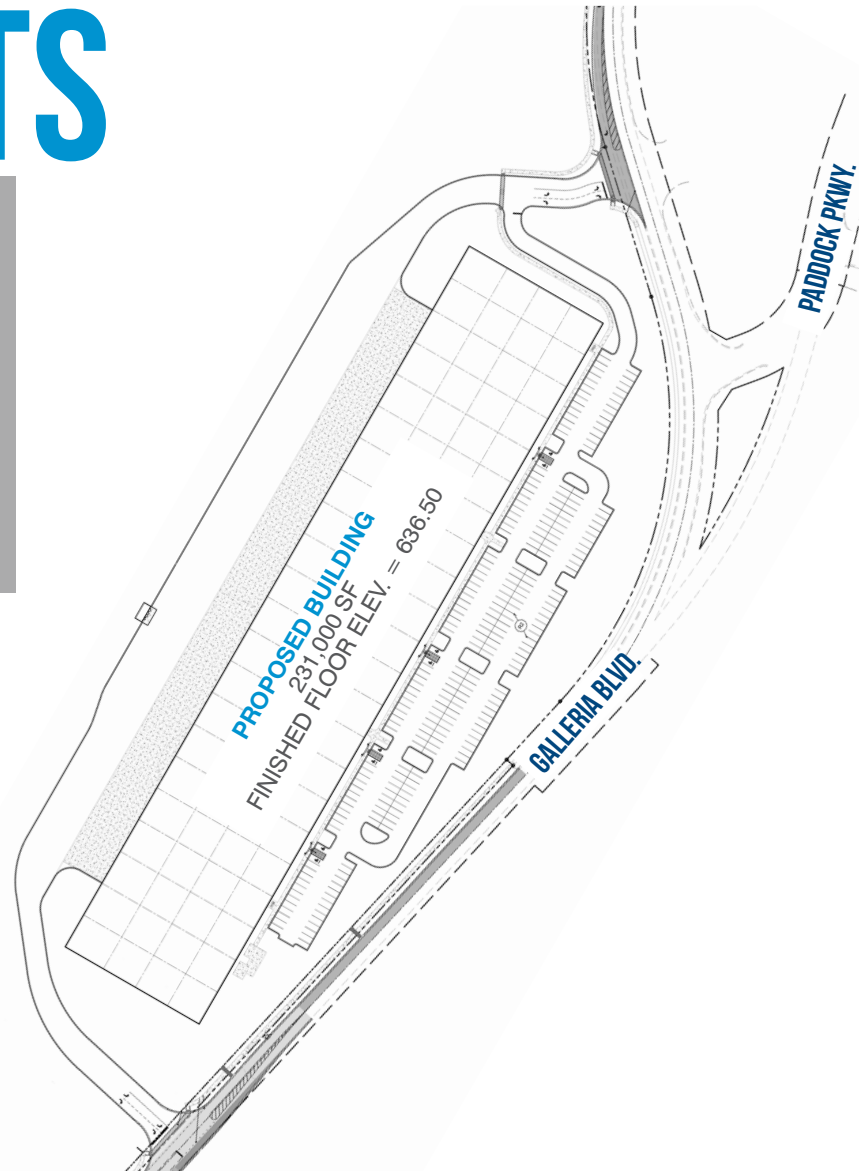 TS
PADDOCK PKWY.
PROPOSED BUILDING
231,000 SF
FINISHED FLOOR ELEV. = 636.50
GALLERIA BLVD.